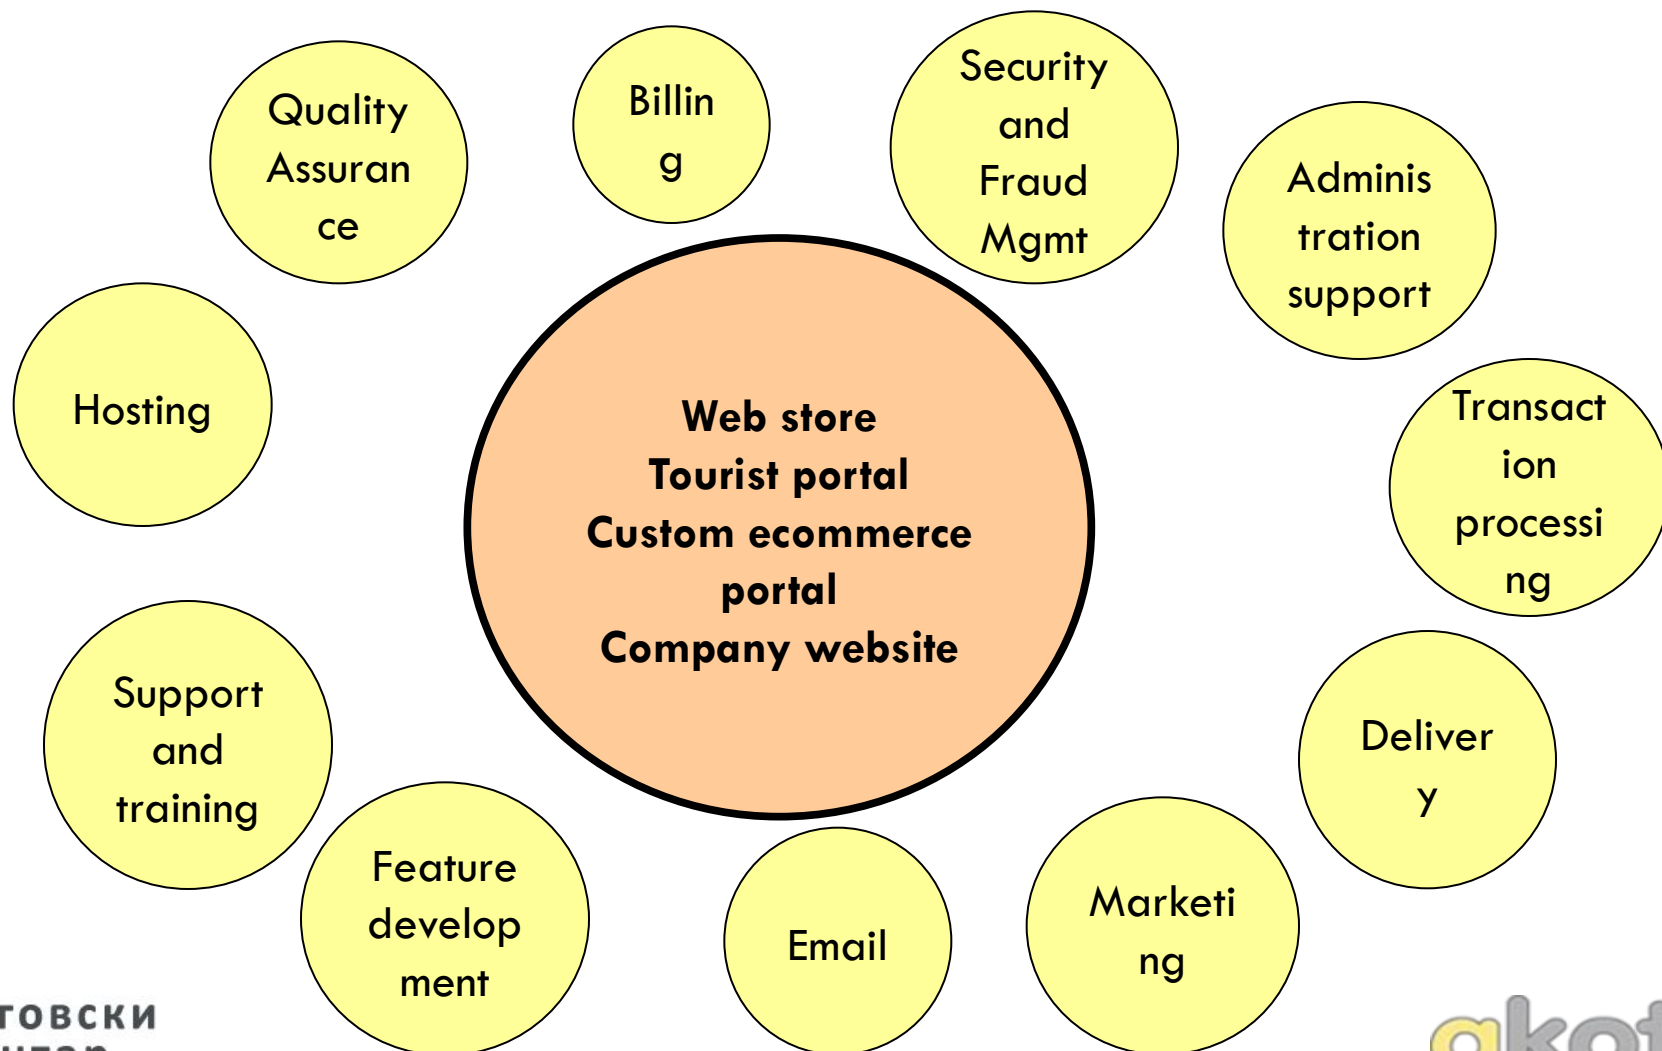 Quality
Assuran
ce
Billin
g
Security
and
Fraud
Mgmt
Adminis
tration
support
Hosting
Web store
Tourist portal
Custom ecommerce
portal
Company website
Transact
ion
processi
ng
Support
and
training
Deliver
y
Feature
develop
ment
Email
Marketi
ng